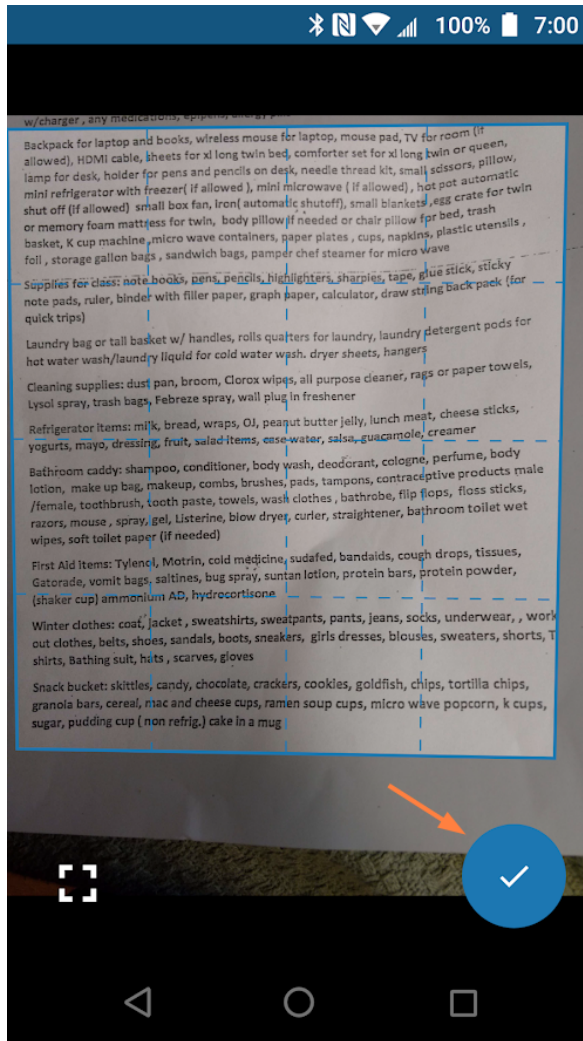 100% 7:00
w/charger , any medications, epipens, allergy
Backpack for laptop and books, wireless mouse for laptop, mouse pad, TV for room (if
allowed), HDMI cable, sheets for xl long twin bed, comforter set for xl long twin or queen,
lamp for desk, holder for pens and pencils on desk, needle thread kit, small scissors, pillow,
mini refrigerator with freezer( if allowed ), mini microwave ( if allowed) , hot pot automatic
shut off (if allowed)  small box fan, iron( automatic shutoff), small blankets ,egg crate for twin
or memory foam mattress for twin,  body pillow if needed or chair pillow for bed, trash
basket, K cup machine ,micro wave containers, paper plates , cups, napkins, plastic utensils ,
foil , storage gallon bags , sandwich bags, pamper chef steamer for micro wave
Supplies for class: note books, pens, pencils, highlighters, sharpies, tape, glue stick, sticky
note pads, ruler, binder with filler paper, graph paper, calculator, draw string back pack (for
quick trips)
Laundry bag or tall basket w/ handles, rolls quarters for laundry, laundry detergent pods for
hot water wash/laundry liquid for cold water wash. dryer sheets, hangers
Cleaning supplies: dust pan, broom, Clorox wipes, all purpose cleaner, rags or paper towels,
Lysol spray, trash bags, Febreze spray, wall plug in freshener
Refrigerator items: milk, bread, wraps, OJ, peanut butter jelly, lunch meat, cheese sticks,
yogurts, mayo, dressing, fruit, salad items, case water, salsa, guacamole, creamer
Bathroom caddy: shampoo, conditioner, body wash, deodorant, cologne, perfume, body
lotion,  make up bag, makeup, combs, brushes, pads, tampons, contraceptive products male
/female, toothbrush, tooth paste, towels, wash clothes , bathrobe, flip flops,  floss sticks,
razors, mouse , spray, gel, Listerine, blow dryer, curler, straightener, bathroom toilet wet
wipes, soft toilet paper (if needed)
First Aid items: Tylenol, Motrin, cold medicine, sudafed, bandaids, cough drops, tissues,
Gatorade, vomit bags, saltines, bug spray, suntan lotion, protein bars, protein powder,
(shaker cup) ammonium AD, hydrocortisone
Winter clothes: coat, jacket , sweatshirts, sweatpants, pants, jeans, socks, underwear, , work
out clothes, belts, shoes, sandals, boots, sneakers,  girls dresses, blouses, sweaters, shorts, T
shirts, Bathing suit, hats , scarves, gloves
Snack bucket: skittles, candy, chocolate, crackers, cookies, goldfish, chips, tortilla chips,
granola bars, cereal, mac and cheese cups, ramen soup cups, micro wave popcorn, k cups,
sugar, pudding cup ( non refrig.) cake in a mug